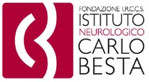 FONDAZIONE I.R.C.C.S.
ISTITUTO
NEUROLOGICO
CARLO
BESTA